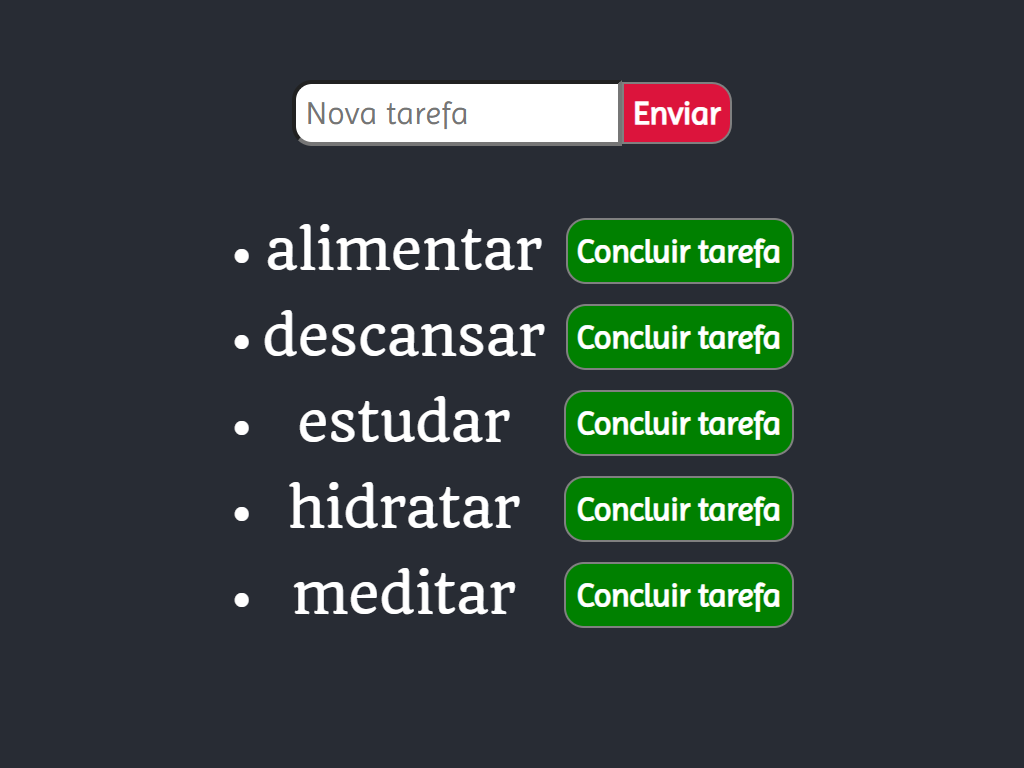 Nova tarefa Enviar
• alimentar Concluir tarefa
• descansar Concluir tarefa
• estudar Concluir tarefa
• hidratar Concluir tarefa
• meditar Concluir tarefa